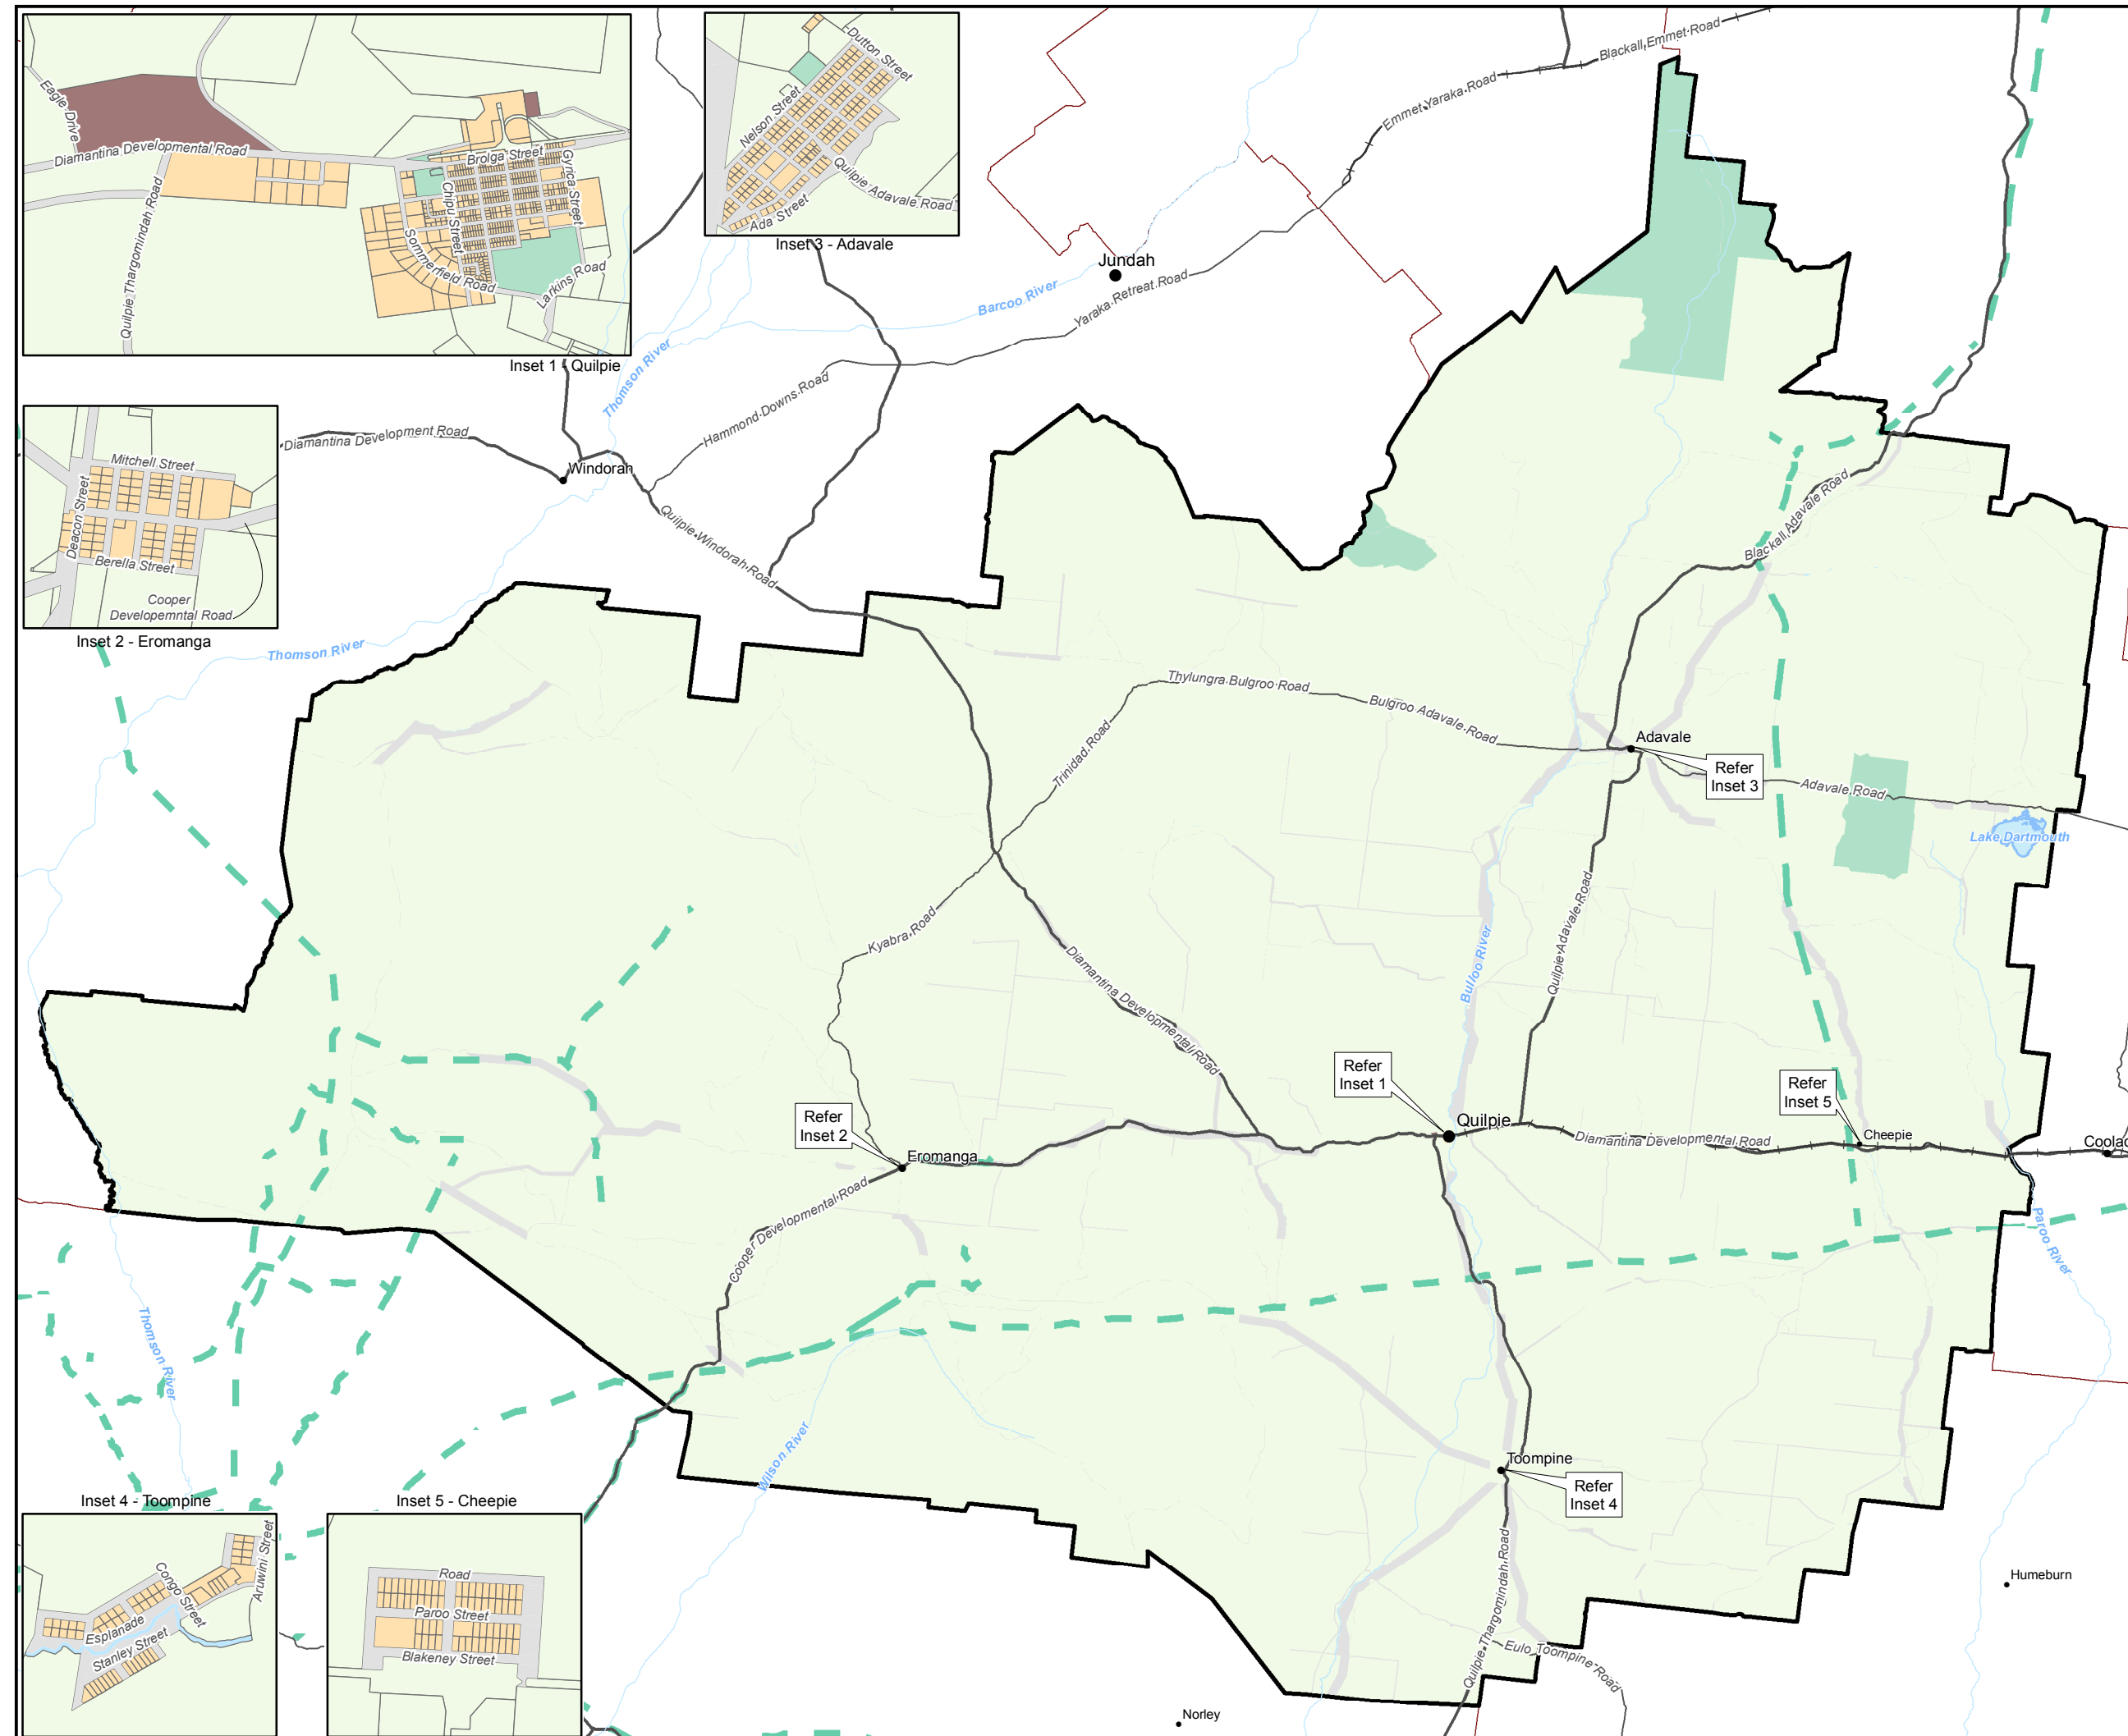 Eagle Drive
Diamantina Developmental Road
Quilpie Thargomindah Road
Brolga Street
Gyrica Street
Chipu Street
Sommerfield Road
Larkins Road
Inset 1 - Quilpie
Dutton Street
Nelson Street
Quilpie Adavale Road
Ada Street
Inset 3 - Adavale
Blackall Emmet Road
Emmet Yaraka Road
Jundah
Barcoo River
Yaraka Retreat Road
Thomson River
Hammond Downs Road
Diamantina Development Road
Windorah
Quilpie Windorah Road
Mitchell Street
Deacon Street
Berella Street
Cooper
Developemntal Road
Inset 2 - Eromanga
Thomson River
Blackall Adavale Road
Thylungra Bulgroo Road
Bulgroo Adavale Road
Trinidad Road
Adavale
Refer
Inset 3
Adavale Road
Lake Dartmouth
Kyabra Road
Diamantina Developmental Road
Bulloo River
Quilpie Adavale Road
Refer
Inset 1
Quilpie
Refer
Inset 5
Cheepie
Diamantina Developmental Road
Coolad
Refer
Inset 2
Eromanga
Cooper Developmental Road
Paroo River
Thomson River
Wilson River
Toompine
Refer
Inset 4
Quilpie Thargomindah Road
Eulo Toompine Road
Humeburn
Norley
Inset 4 - Toompine
Aruwini Street
Congo Street
Esplanade
Stanley Street
Inset 5 - Cheepie
Road
Paroo Street
Blakeney Street